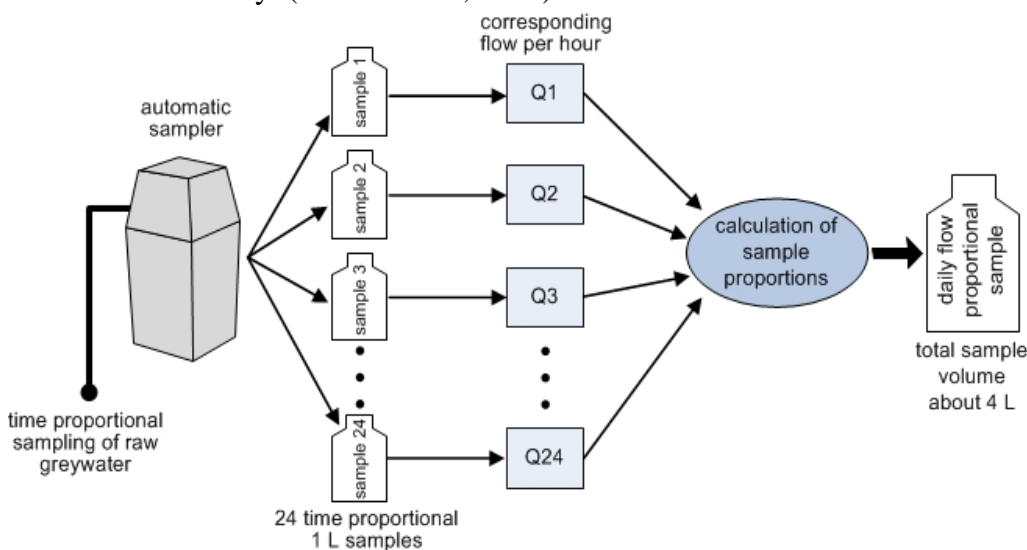 corresponding
flow per hour
automatic
sampler
sample 1
Q1
sample 2
Q2
sample 3
Q3
sample 24
Q24
calculation of
sample
proportions
daily flow
proportional
sample
total sample
volume
about 4 L
time proportional
sampling of raw
greywater
24 time proportional
1 L samples